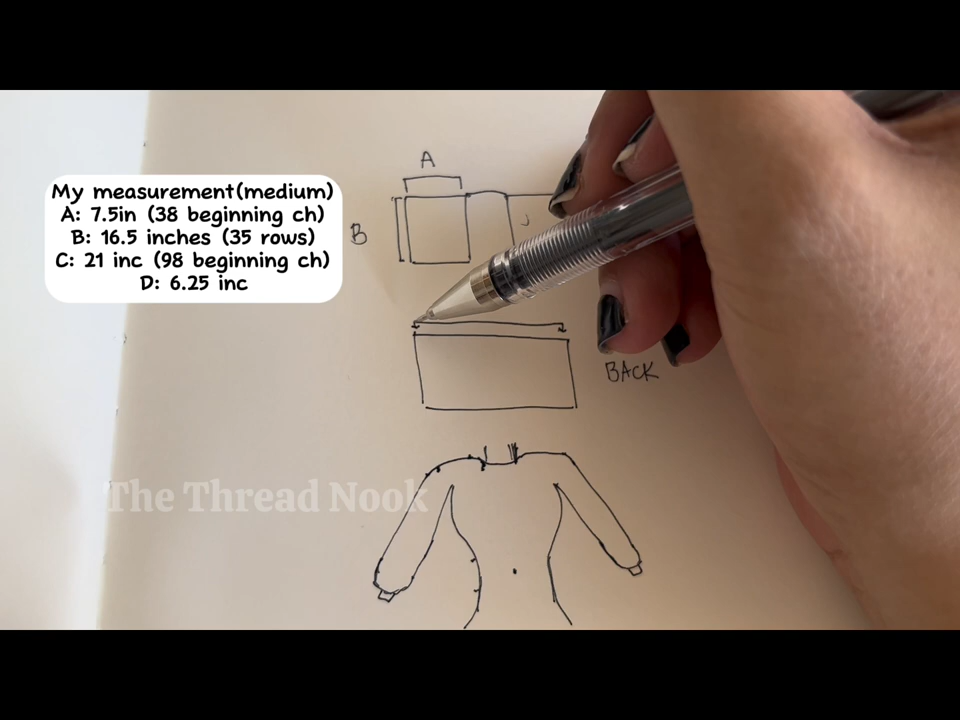 My measurement(medium)
A: 7.5in (38 beginning ch)
B: 16.5 inches (35 rows)
C: 21 inc (98 beginning ch)
D: 6.25 inc
A
B
BACK
The Thread Nook